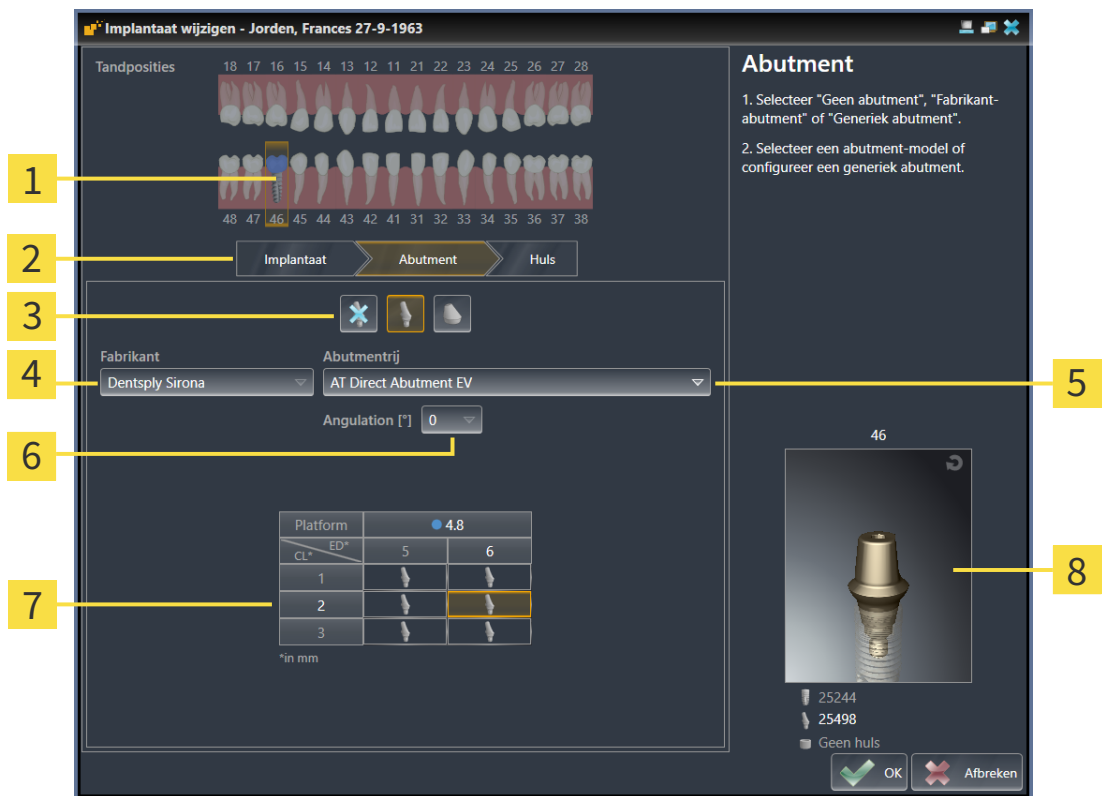 Implantaat wijzigen - Jorden, Frances 27-9-1963
Tandposities
18 17 16 15 14 13 12 11 21 22 23 24 25 26 27 28
48 47 46 45 44 43 42 41 31 32 33 34 35 36 37 38
1
2
Implantaat
Abutment
Huls
3
Fabrikant
Abutmentrij
4
Dentsply Sirona
AT Direct Abutment EV
5
Angulation [°]
0
6
Platform
4.8
CL*
ED*
5
6
1
2
3
7
*in mm
Abutment
1. Selecteer "Geen abutment", "Fabrikant-
abutment" of "Generiek abutment".
2. Selecteer een abutment-model of
configureer een generiek abutment.
46
8
25244
25498
Geen huls
OK
Afbreken